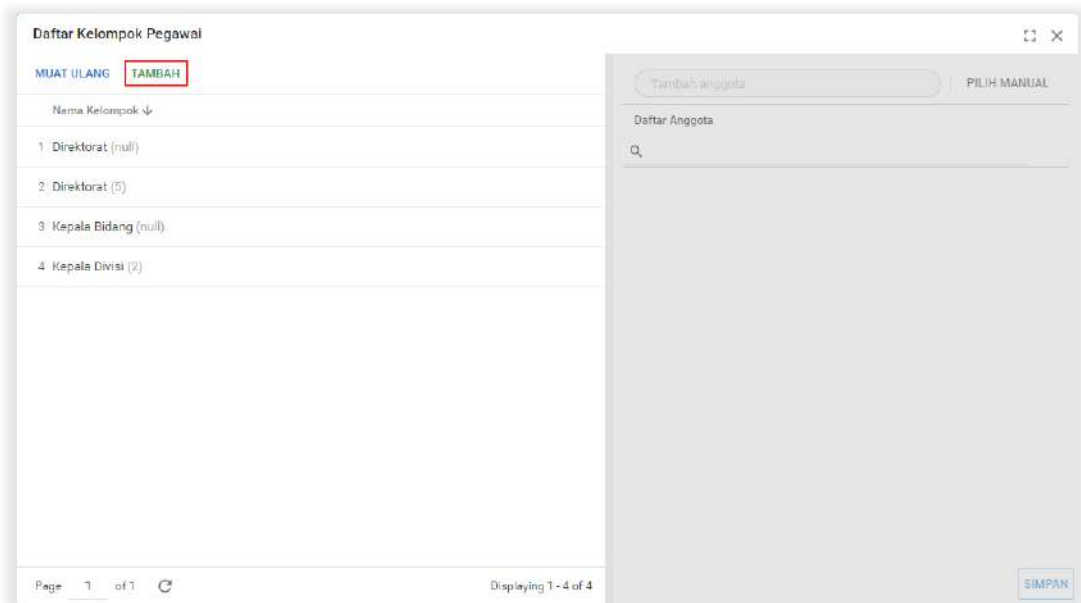 Daftar Kelompok Pegawai
MUAT ULANG TAMBAH
Nama Kelompok
1 Direktorat (null)
2 Direktorat (5)
3 Kepala Bidang (null)
4 Kepala Divisi (2)
Page 1 of 1
Displaying 1 - 4 of 4
Tambah anggota
PILIH MANUAL
Daftar Anggota
SIMPAN